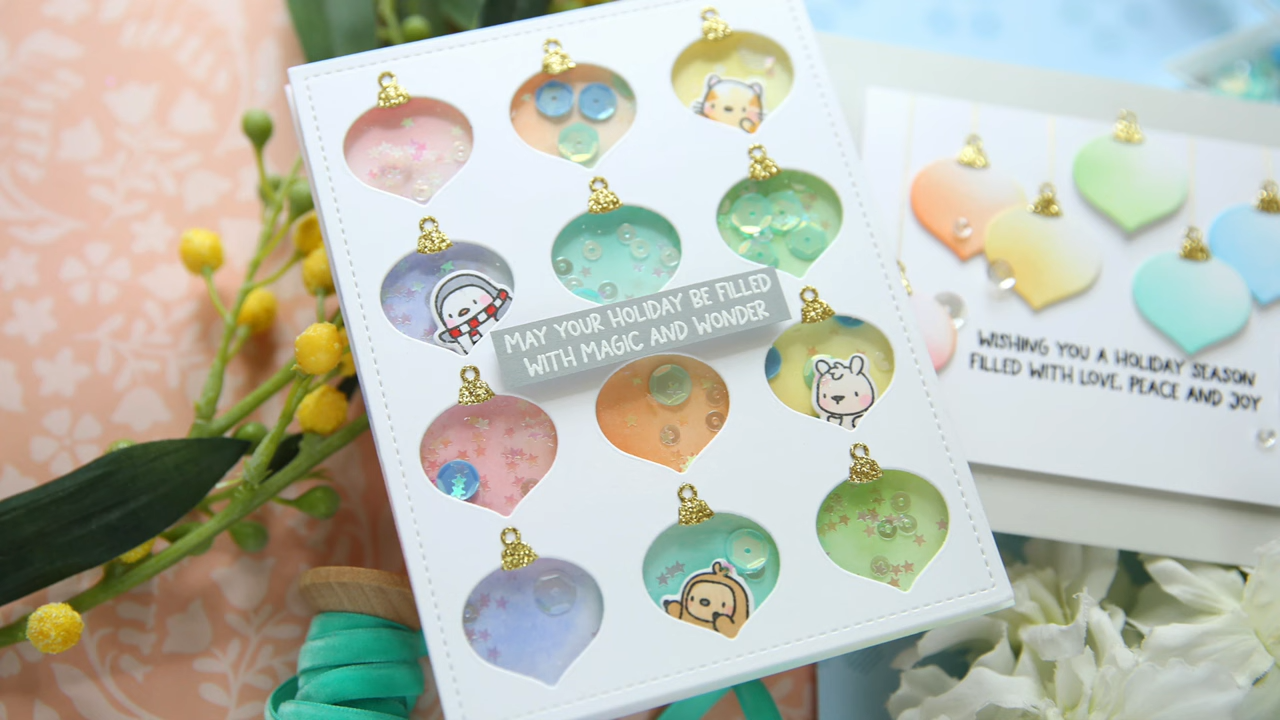 MAY YOUR HOLIDAY BE FILLED
WITH MAGIC AND WONDER
WISHING YOU A HOLIDAY SEASON
FILLED WITH LOVE, PEACE AND JOY